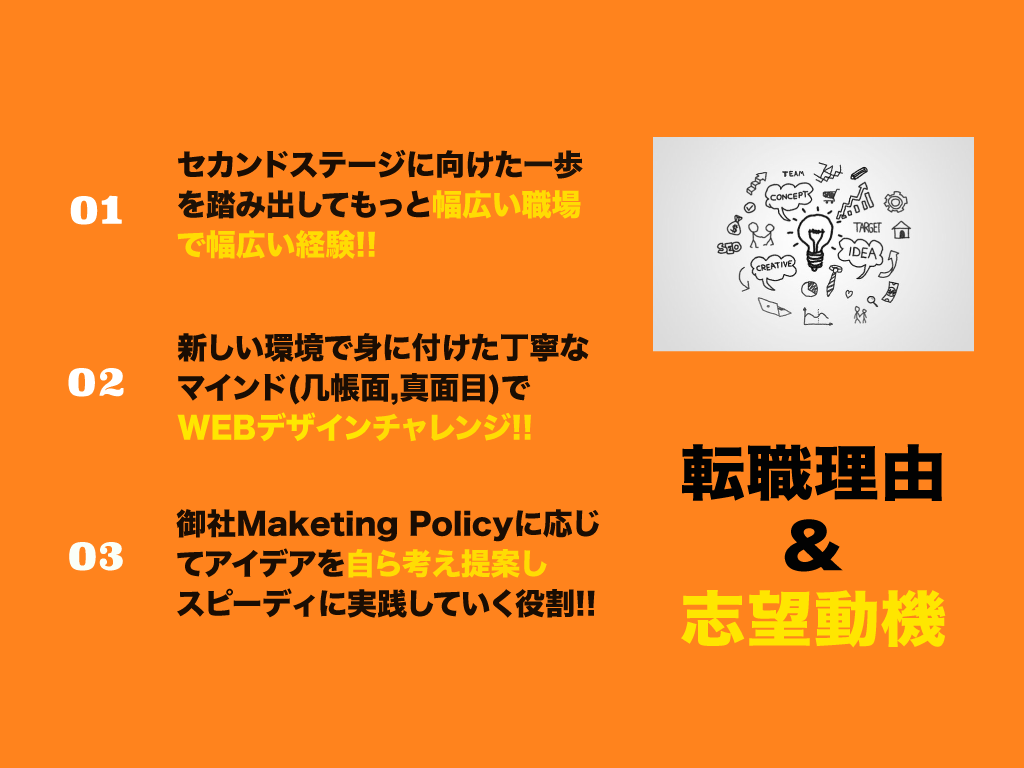 01
セカンドステージに向けた一歩
を踏み出してもっと幅広い職場
で幅広い経験!!
02
新しい環境で身に付けた丁寧な
マインド(几帳面,真面目)で
WEBデザインチャレンジ!!
03
御社Maketing Policyに応じ
てアイデアを自ら考え提案し
スピーディに実践していく役割!!
TEAM
CONCEPT
TARGET
SEO
IDEA
CREATIVE
転職理由
&
志望動機